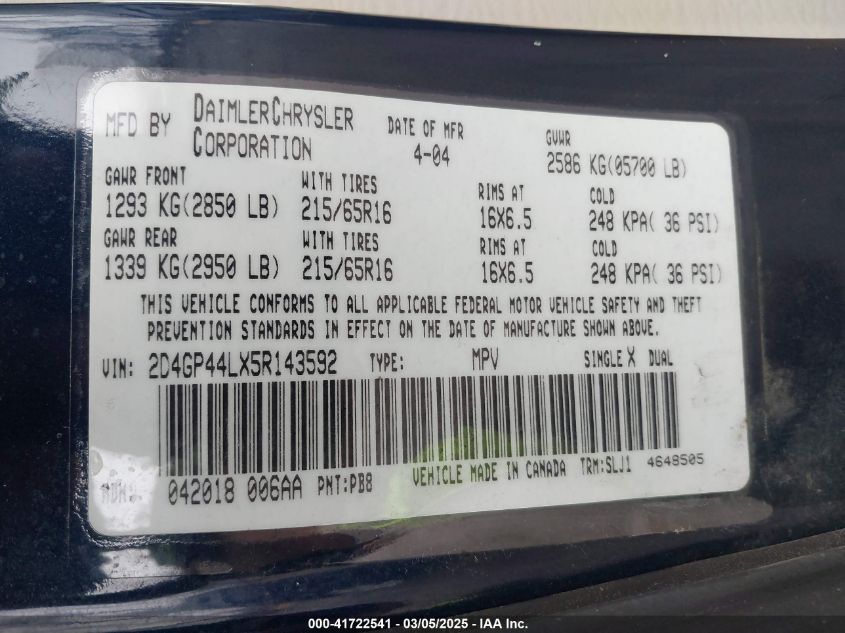 MFD BY DAIMLERCHRYSLER CORPORATION DATE OF MFR 4-04 GVWR 2586 KG(05700 LB)
GAWR FRONT WITH TIRES RIMS AT COLD
1293 KG(2850 LB) 215/65R16 16X6.5 248 KPA( 36 PSI)
GAWR REAR WITH TIRES RIMS AT COLD
1339 KG(2950 LB) 215/65R16 16X6.5 248 KPA( 36 PSI)
THIS VEHICLE CONFORMS TO ALL APPLICABLE FEDERAL MOTOR VEHICLE SAFETY AND THEFT
PREVENTION STANDARDS IN EFFECT ON THE DATE OF MANUFACTURE SHOWN ABOVE.
VIN: 2D4GP44LX5R143592 TYPE: MPV SINGLE X DUAL
MDH: 042018 006AA PNT:PB8 VEHICLE MADE IN CANADA TRM:SLJ1 4648505
000-41722541 - 03/05/2025 - IAA Inc.